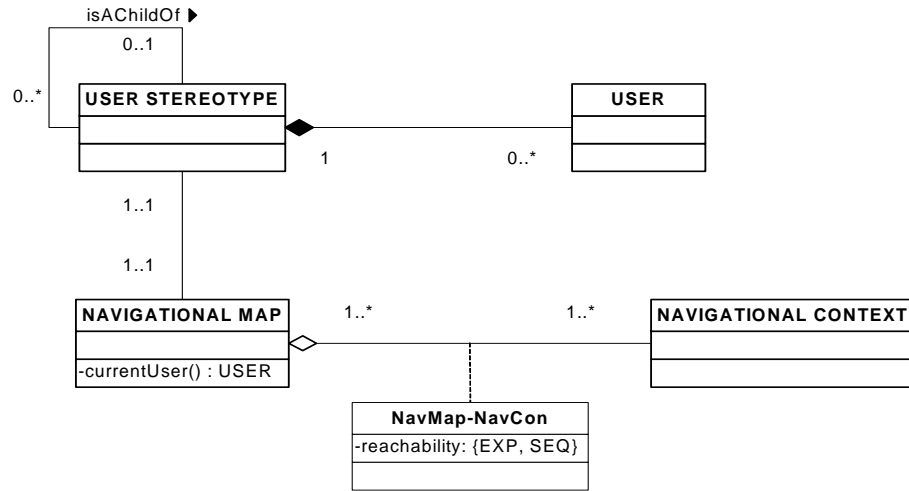 isAChildOf
0..1
0..*
USER STEREOTYPE
USER
1
0..*
1..1
1..1
NAVIGATIONAL MAP
1..*
1..*
NAVIGATIONAL CONTEXT
-currentUser() : USER
NavMap-NavCon
-reachability: {EXP, SEQ}